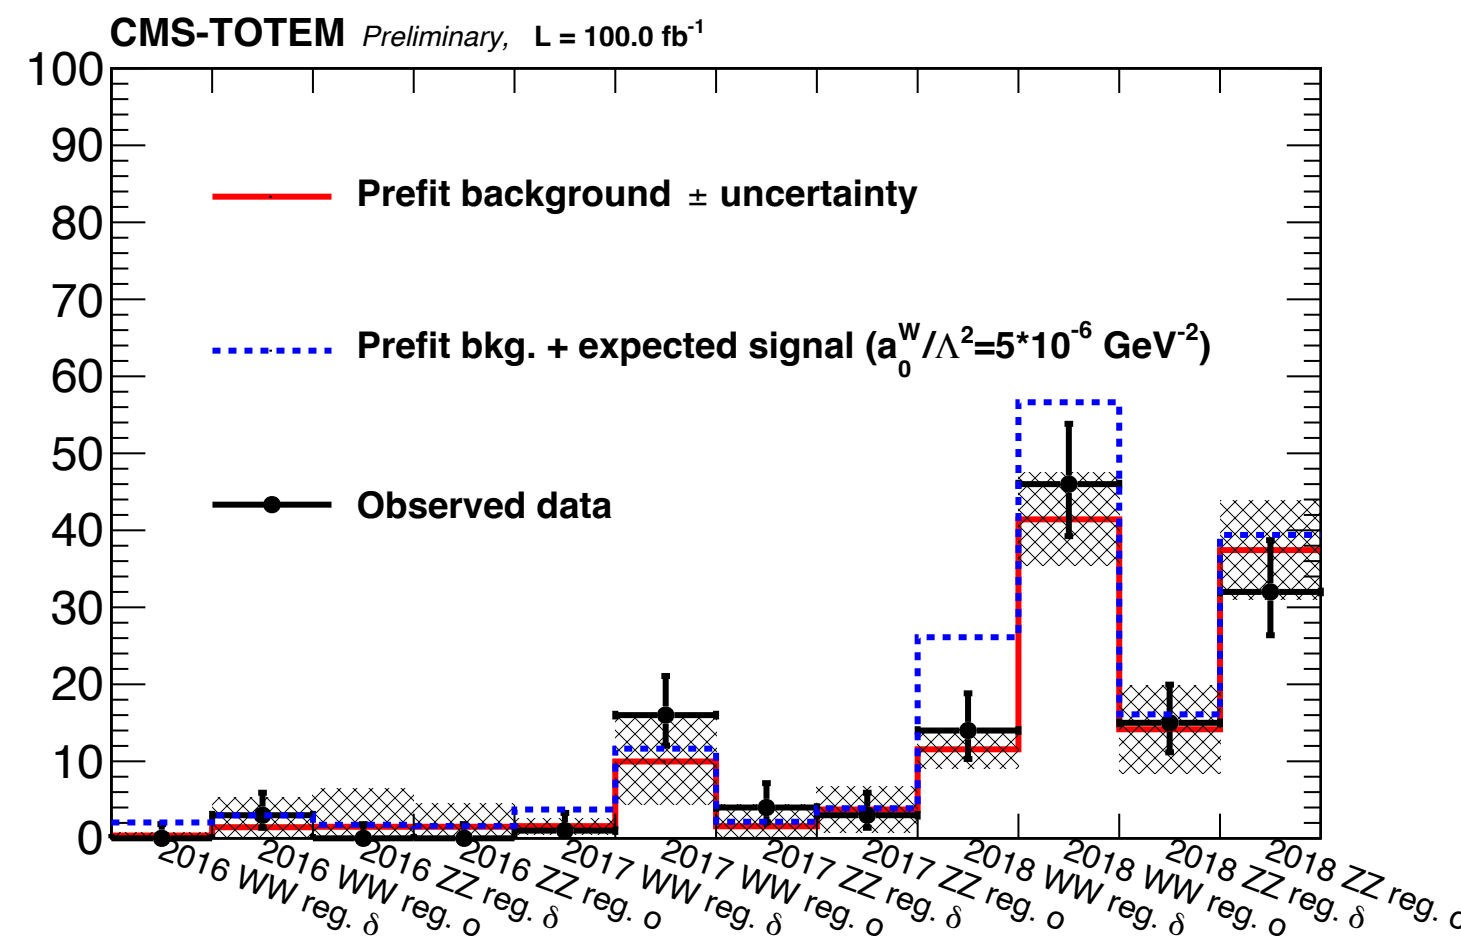 CMS-TOTEM Preliminary, L = 100.0 fb⁻¹
100
90
80
70
60
50
40
30
20
10
0
Prefit background ± uncertainty
Prefit bkg. + expected signal (a₀ᵂ/Λ²=5*10⁻⁶ GeV⁻²)
Observed data
2016 WW reg. δ
2016 WW reg. o
2016 ZZ reg. δ
2016 ZZ reg. o
2017 WW reg. δ
2017 WW reg. o
2017 ZZ reg. δ
2017 ZZ reg. o
2018 WW reg. δ
2018 WW reg. o
2018 ZZ reg. δ
2018 ZZ reg. o